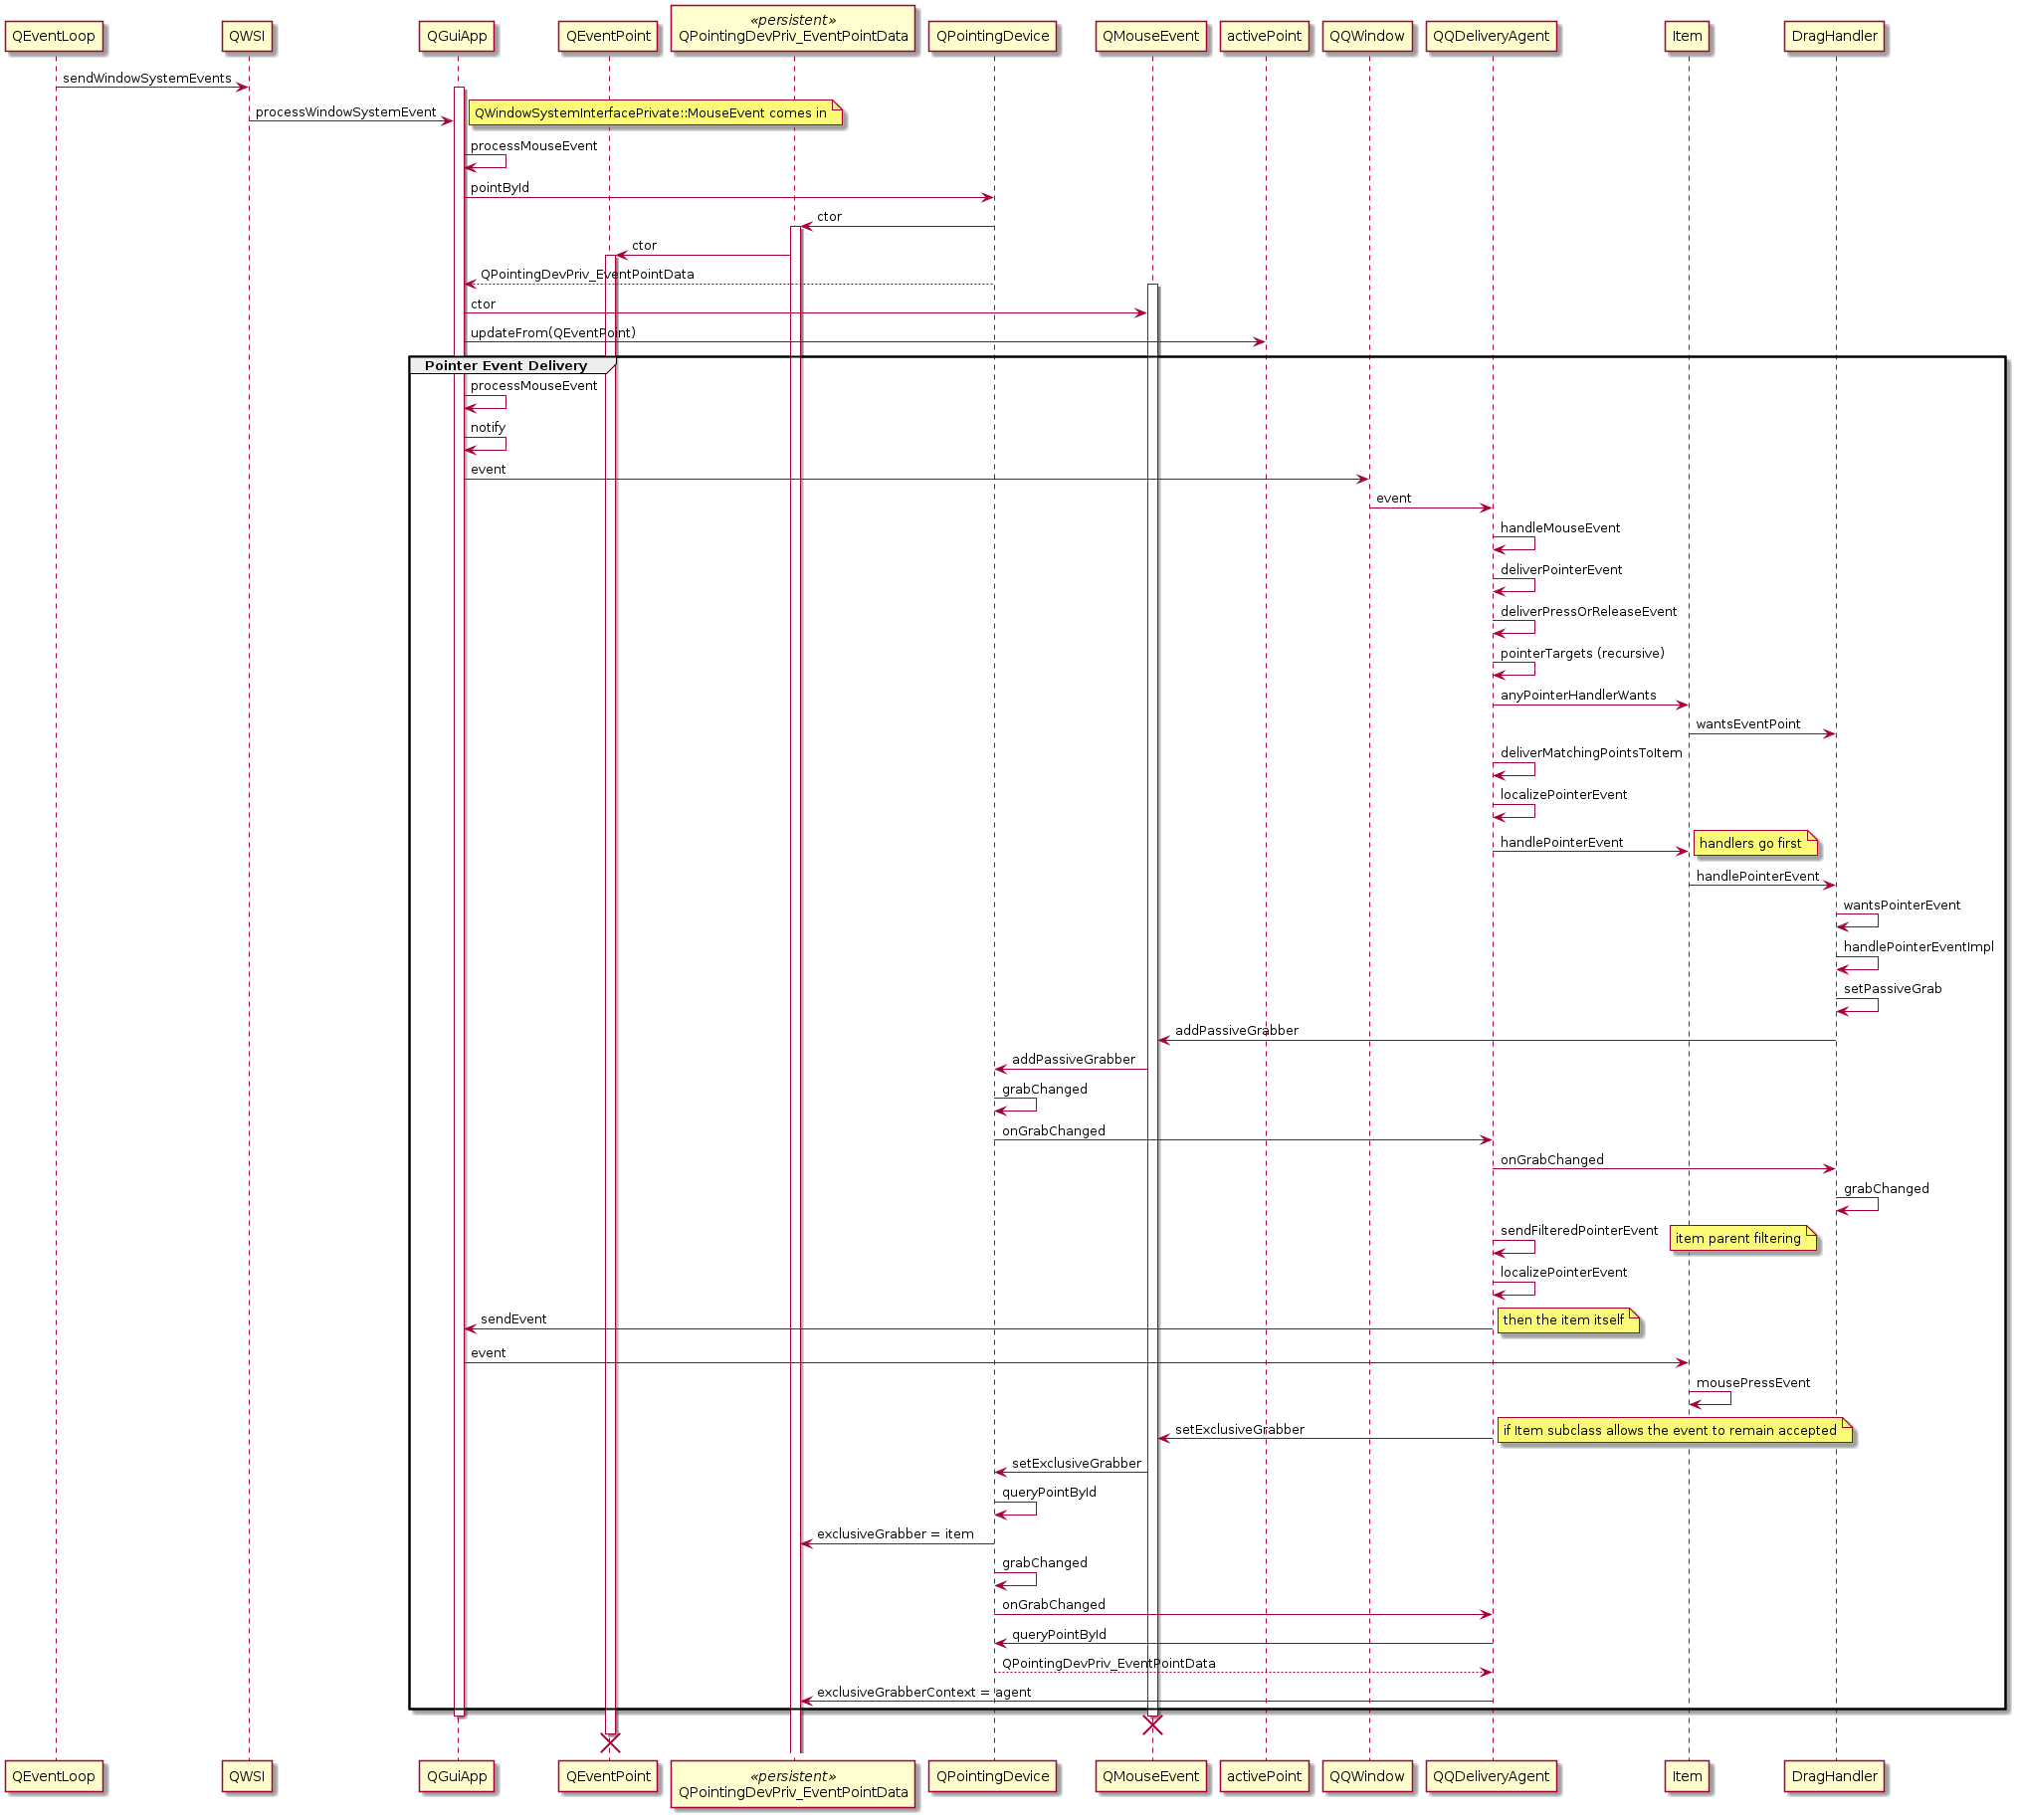 «persistent»
QEventLoop QWSI QGuiApp QEventPoint QPointingDevPriv_EventPointData QPointingDevice QMouseEvent activePoint QQWindow QQDeliveryAgent Item DragHandler
sendWindowSystemEvents
processWindowSystemEvent
QWindowSystemInterfacePrivate::MouseEvent comes in
processMouseEvent
pointById
ctor
ctor
QPointingDevPriv_EventPointData
ctor
updateFrom(QEventPoint)
Pointer Event Delivery
processMouseEvent
notify
event
event
handleMouseEvent
deliverPointerEvent
deliverPressOrReleaseEvent
pointerTargets (recursive)
anyPointerHandlerWants
wantsEventPoint
deliverMatchingPointsToItem
localizePointerEvent
handlePointerEvent
handlers go first
handlePointerEvent
wantsPointerEvent
handlePointerEventImpl
setPassiveGrab
addPassiveGrabber
addPassiveGrabber
grabChanged
onGrabChanged
onGrabChanged
grabChanged
sendFilteredPointerEvent
item parent filtering
localizePointerEvent
sendEvent
then the item itself
event
mousePressEvent
setExclusiveGrabber
if Item subclass allows the event to remain accepted
setExclusiveGrabber
queryPointById
exclusiveGrabber = item
grabChanged
onGrabChanged
queryPointById
QPointingDevPriv_EventPointData
exclusiveGrabberContext = agent
«persistent»
QEventLoop QWSI QGuiApp QEventPoint QPointingDevPriv_EventPointData QPointingDevice QMouseEvent activePoint QQWindow QQDeliveryAgent Item DragHandler